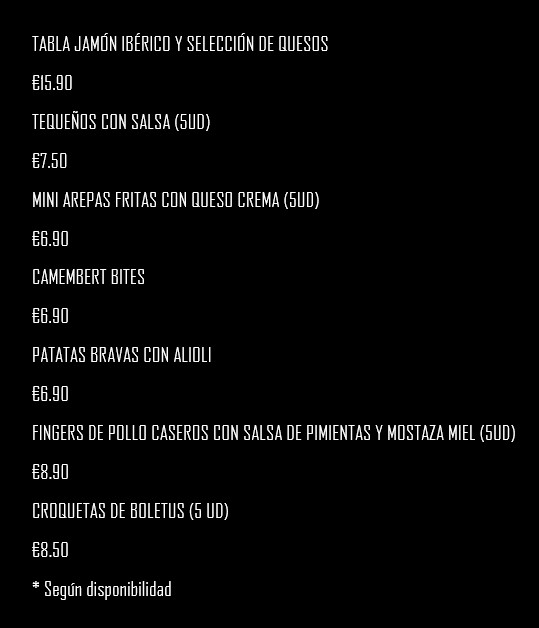 TABLA JAMÓN IBÉRICO Y SELECCIÓN DE QUESOS
€15.90
TEQUEÑOS CON SALSA (5UD)
€7.50
MINI AREPAS FRITAS CON QUESO CREMA (5UD)
€6.90
CAMEMBERT BITES
€6.90
PATATAS BRAVAS CON ALIOLI
€6.90
FINGERS DE POLLO CASEROS CON SALSA DE PIMIENTAS Y MOSTAZA MIEL (5UD)
€8.90
CROQUETAS DE BOLETUS (5 UD)
€8.50
* Según disponibilidad